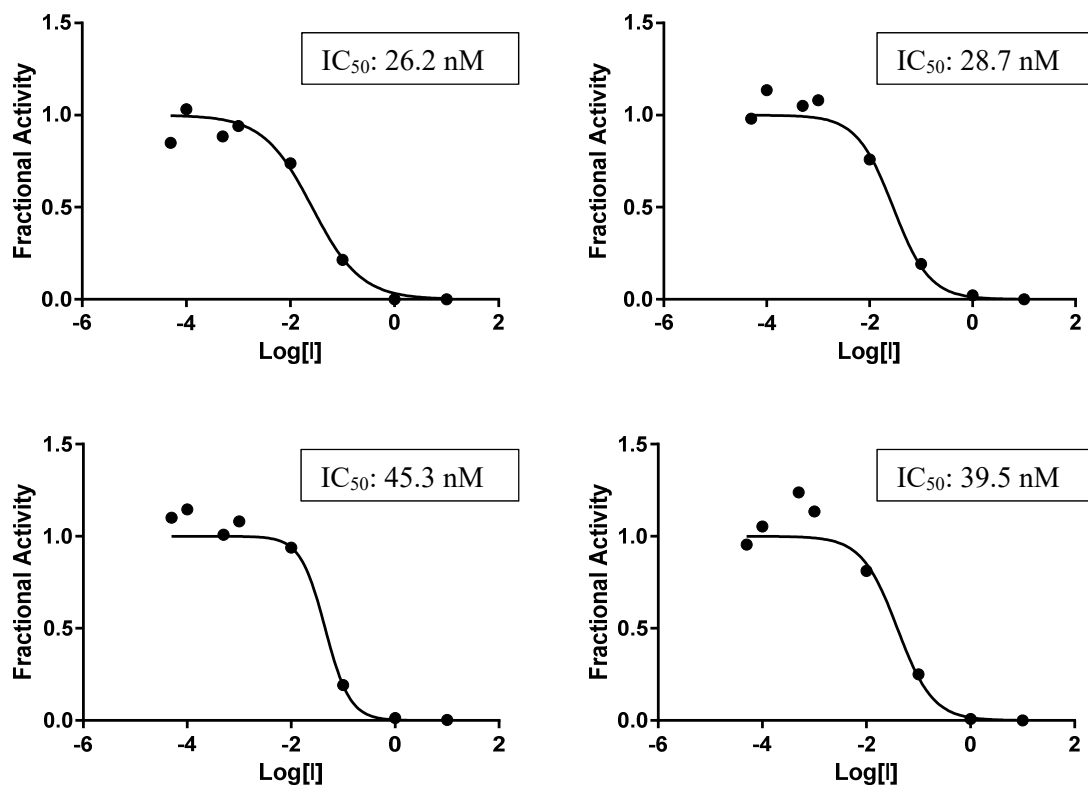 IC₅₀: 26.2 nM
1.5
1.0
0.5
0.0
Fractional Activity
-6 -4 -2 0 2
Log[I]
IC₅₀: 28.7 nM
1.5
1.0
0.5
0.0
Fractional Activity
-6 -4 -2 0 2
Log[I]
IC₅₀: 45.3 nM
1.5
1.0
0.5
0.0
Fractional Activity
-6 -4 -2 0 2
Log[I]
IC₅₀: 39.5 nM
1.5
1.0
0.5
0.0
Fractional Activity
-6 -4 -2 0 2
Log[I]